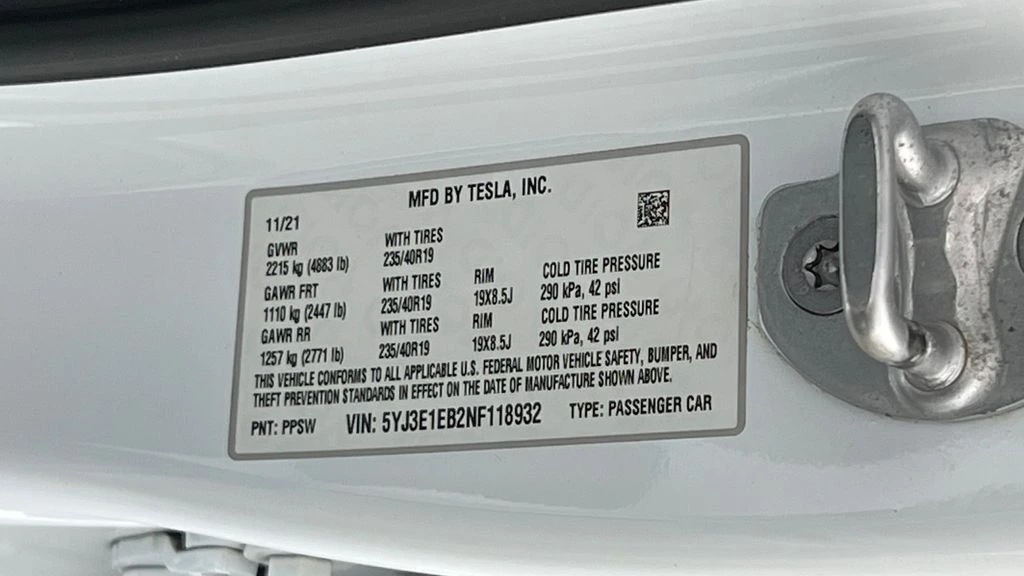 MFD BY TESLA, INC.
11/21
GVWR WITH TIRES
2215 kg (4883 lb) 235/40R19
GAWR FRT WITH TIRES RIM COLD TIRE PRESSURE
1110 kg (2447 lb) 235/40R19 19X8.5J 290 kPa, 42 psi
GAWR RR WITH TIRES RIM COLD TIRE PRESSURE
1257 kg (2771 lb) 235/40R19 19X8.5J 290 kPa, 42 psi
THIS VEHICLE CONFORMS TO ALL APPLICABLE U.S. FEDERAL MOTOR VEHICLE SAFETY, BUMPER, AND
THEFT PREVENTION STANDARDS IN EFFECT ON THE DATE OF MANUFACTURE SHOWN ABOVE.
PNT: PPSW VIN: 5YJ3E1EB2NF118932 TYPE: PASSENGER CAR